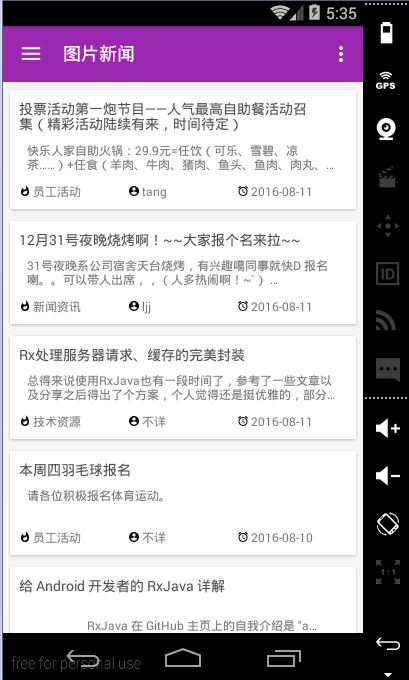 5:35
图片新闻
GPS
投票活动第一炮节目——人气最高自助餐活动召
集（精彩活动陆续有来，时间待定）
快乐人家自助火锅：29.9元=任饮（可乐、雪碧、凉
茶......）+任食（羊肉、牛肉、猪肉、鱼头、鱼肉、肉丸、...
员工活动 tang 2016-08-11
12月31号夜晚烧烤啊！~~大家报个名来拉~~
31号夜晚系公司宿舍天台烧烤，有兴趣噶同事就快D 报名
喇。。可以带人出席，，（人多热闹啊！~`）...
新闻资讯 ljj 2016-08-11
ID
Rx处理服务器请求、缓存的完美封装
总得来说使用RxJava也有一段时间了，参考了一些文章以
及分享之后得出了个方案，个人觉得还是挺优雅的，部分...
技术资源 不详 2016-08-11
本周四羽毛球报名
请各位积极报名体育运动。
员工活动 不详 2016-08-10
1:1
给 Android 开发者的 RxJava 详解
RxJava 在 GitHub 主页上的自我介绍是 "a...
free for personal use